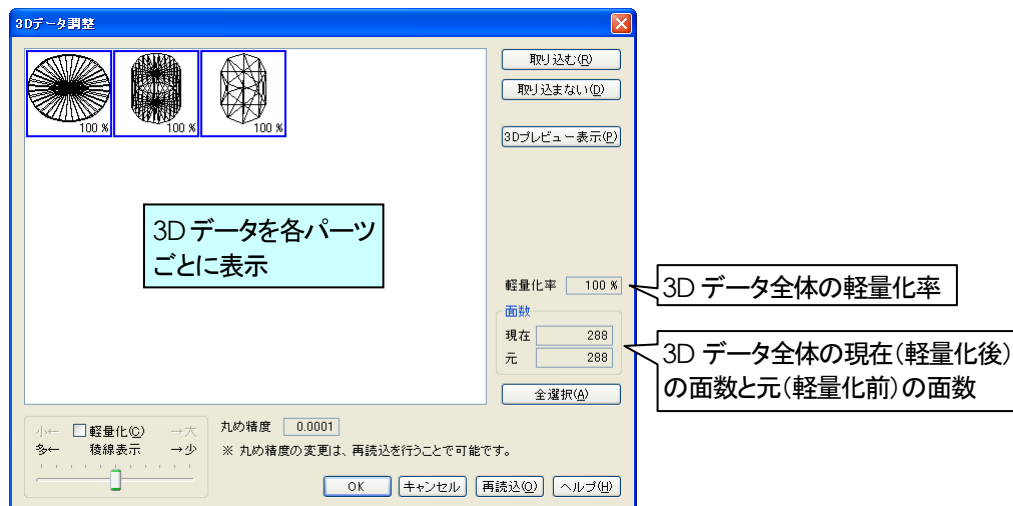 3Dデータ調整
取り込む(R)
取り込まない(D)
3Dプレビュー表示(P)
100 %
100 %
100 %
3Dデータを各パーツ
ごとに表示
軽量化率 100 %
3D データ全体の軽量化率
面数
現在 288
元 288
3D データ全体の現在(軽量化後)
の面数と元(軽量化前)の面数
全選択(A)
小← 軽量化(C) →大
多← 稜線表示 →少
丸め精度 0.0001
※ 丸め精度の変更は、再読込を行うことで可能です。
OK キャンセル 再読込(O) ヘルプ(H)